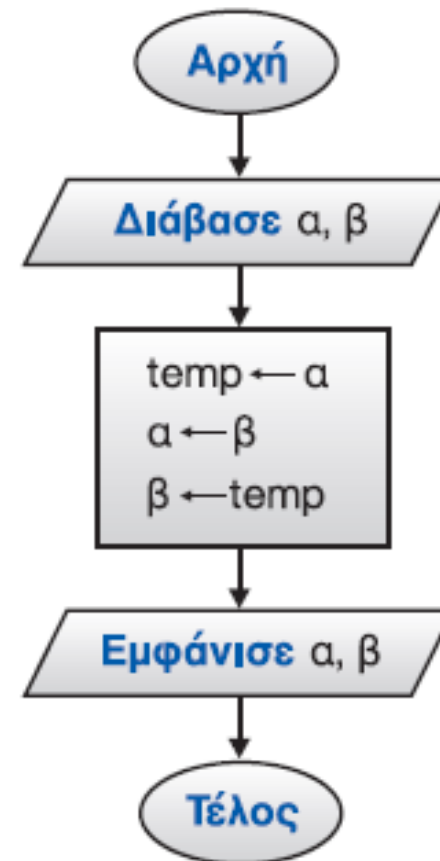 Αρχή
Διάβασε α, β
temp ← α
α ← β
β ← temp
Εμφάνισε α, β
Τέλος